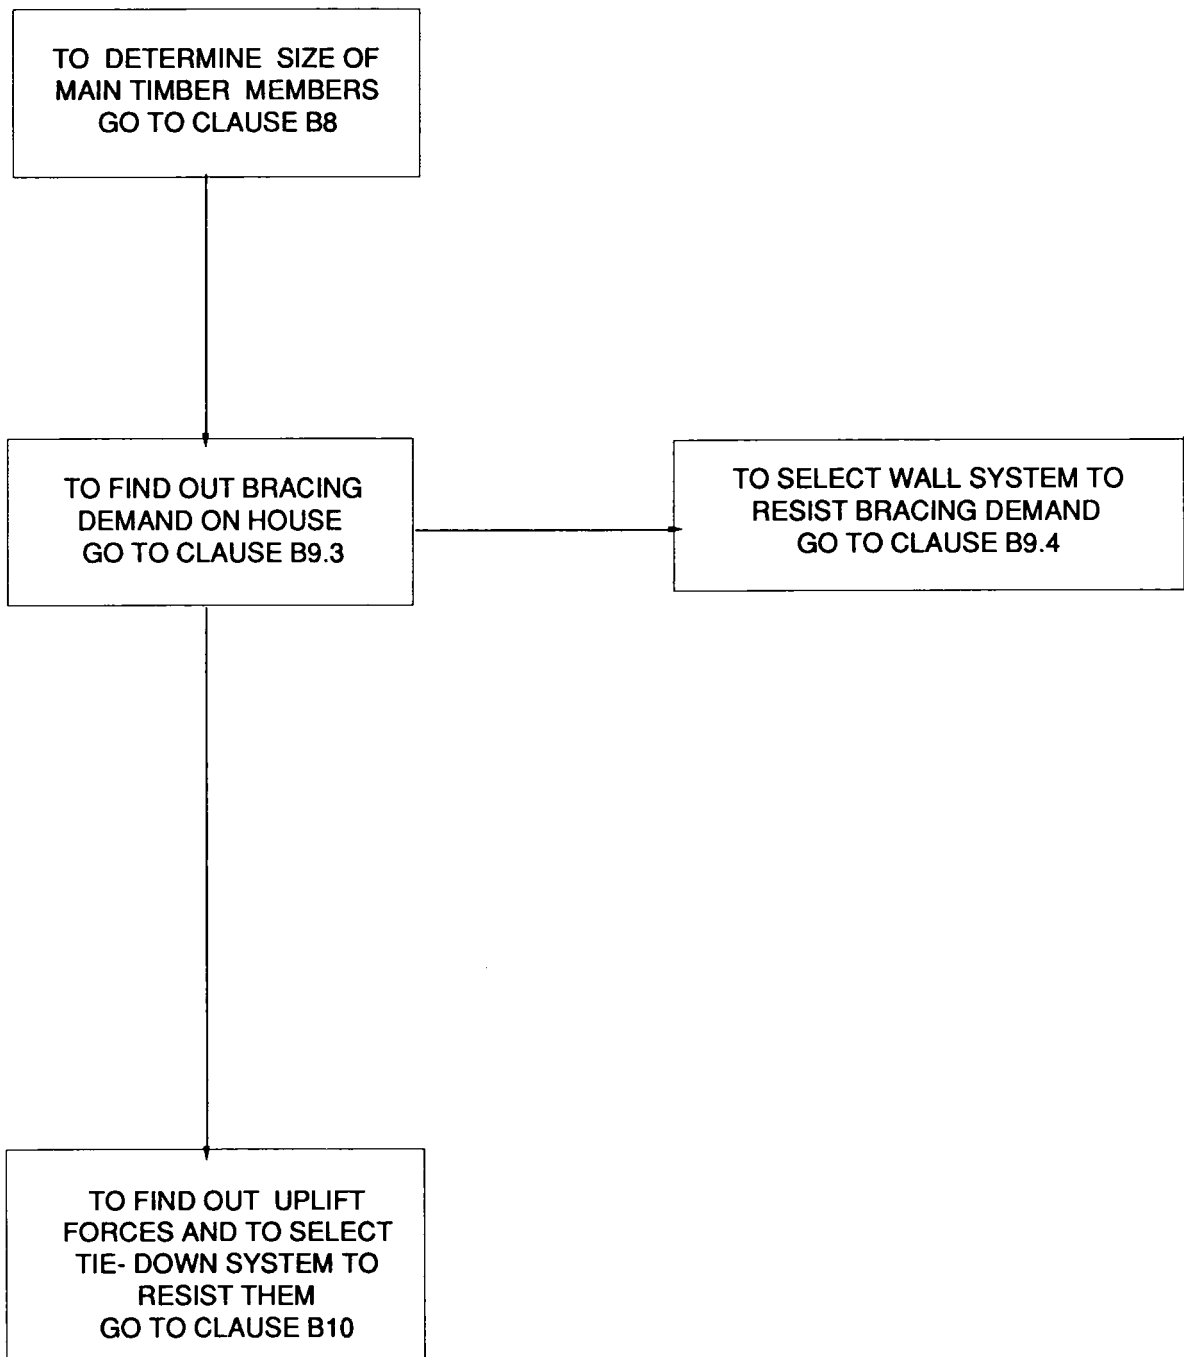 TO DETERMINE SIZE OF
MAIN TIMBER MEMBERS
GO TO CLAUSE B8
TO FIND OUT BRACING
DEMAND ON HOUSE
GO TO CLAUSE B9.3
TO SELECT WALL SYSTEM TO
RESIST BRACING DEMAND
GO TO CLAUSE B9.4
TO FIND OUT UPLIFT
FORCES AND TO SELECT
TIE- DOWN SYSTEM TO
RESIST THEM
GO TO CLAUSE B10